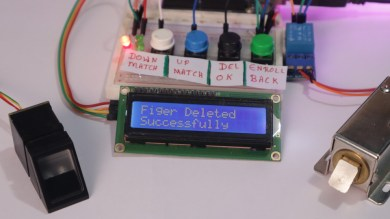 DOWN
MATCH
UP
MATCH
DEL
OK
ENROLL
BACK
Figer Deleted
Successfully